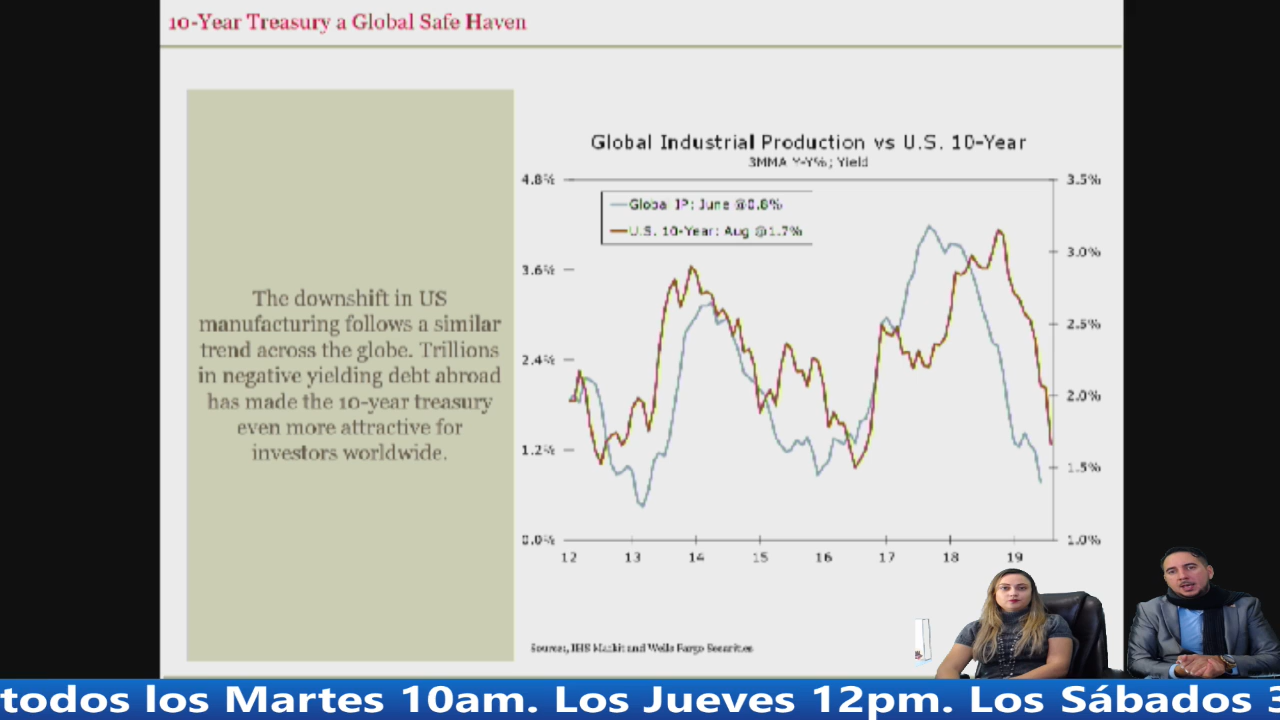 10-Year Treasury a Global Safe Haven
The downshift in US
manufacturing follows a similar
trend across the globe. Trillions
in negative yielding debt abroad
has made the 10-year treasury
even more attractive for
investors worldwide.
Global Industrial Production vs U.S. 10-Year
3MMA Y-Y%; Yield
Global IP: June @0.8%
U.S. 10-Year: Aug @1.7%
4.8%
3.6%
2.4%
1.2%
0.0%
3.5%
3.0%
2.5%
2.0%
1.5%
1.0%
12 13 14 15 16 17 18 19
Sources, IHS Markit and Wells Fargo Securities
todos los Martes 10am. Los Jueves 12pm. Los Sábados 3